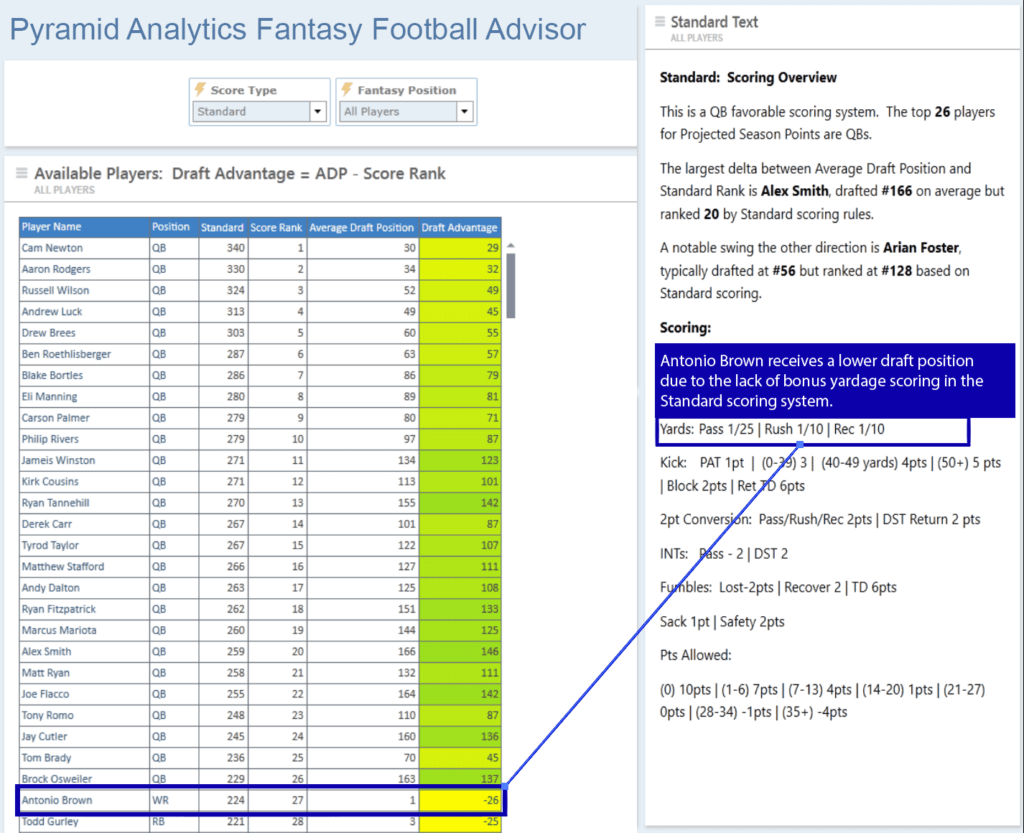 Pyramid Analytics Fantasy Football Advisor
Score Type
Standard
Fantasy Position
All Players
Available Players: Draft Advantage = ADP - Score Rank
ALL PLAYERS
Player Name Position Standard Score Rank Average Draft Position Draft Advantage
Cam Newton QB 340 1 30 29
Aaron Rodgers QB 330 2 34 32
Russell Wilson QB 324 3 52 49
Andrew Luck QB 313 4 49 45
Drew Brees QB 303 5 60 55
Ben Roethlisberger QB 287 6 63 57
Blake Bortles QB 286 7 86 79
Eli Manning QB 280 8 89 81
Carson Palmer QB 279 9 80 71
Philip Rivers QB 279 10 97 87
Jameis Winston QB 271 11 134 123
Kirk Cousins QB 271 12 113 101
Ryan Tannehill QB 270 13 155 142
Derek Carr QB 267 14 101 87
Tyrod Taylor QB 267 15 122 107
Matthew Stafford QB 266 16 127 111
Andy Dalton QB 263 17 125 108
Ryan Fitzpatrick QB 262 18 151 133
Marcus Mariota QB 260 19 144 125
Alex Smith QB 259 20 166 146
Matt Ryan QB 258 21 132 111
Joe Flacco QB 255 22 164 142
Tony Romo QB 248 23 110 87
Jay Cutler QB 245 24 160 136
Tom Brady QB 236 25 70 45
Brock Osweiler QB 229 26 163 137
Antonio Brown WR 224 27 1 -26
Todd Gurley RB 221 28 3 -25
Standard Text
ALL PLAYERS
Standard: Scoring Overview
This is a QB favorable scoring system. The top 26 players
for Projected Season Points are QBs.
The largest delta between Average Draft Position and
Standard Rank is Alex Smith, drafted #166 on average but
ranked 20 by Standard scoring rules.
A notable swing the other direction is Arian Foster,
typically drafted at #56 but ranked at #128 based on
Standard scoring.
Scoring:
Antonio Brown receives a lower draft position
due to the lack of bonus yardage scoring in the
Standard scoring system.
Yards: Pass 1/25 | Rush 1/10 | Rec 1/10
Kick: PAT 1pt | (0-39) 3 | (40-49 yards) 4pts | (50+) 5 pts
| Block 2pts | Ret TD 6pts
2pt Conversion: Pass/Rush/Rec 2pts | DST Return 2 pts
INTs: Pass - 2 | DST 2
Fumbles: Lost-2pts | Recover 2 | TD 6pts
Sack 1pt | Safety 2pts
Pts Allowed:
(0) 10pts | (1-6) 7pts | (7-13) 4pts | (14-20) 1pts | (21-27)
0pts | (28-34) -1pts | (35+) -4pts